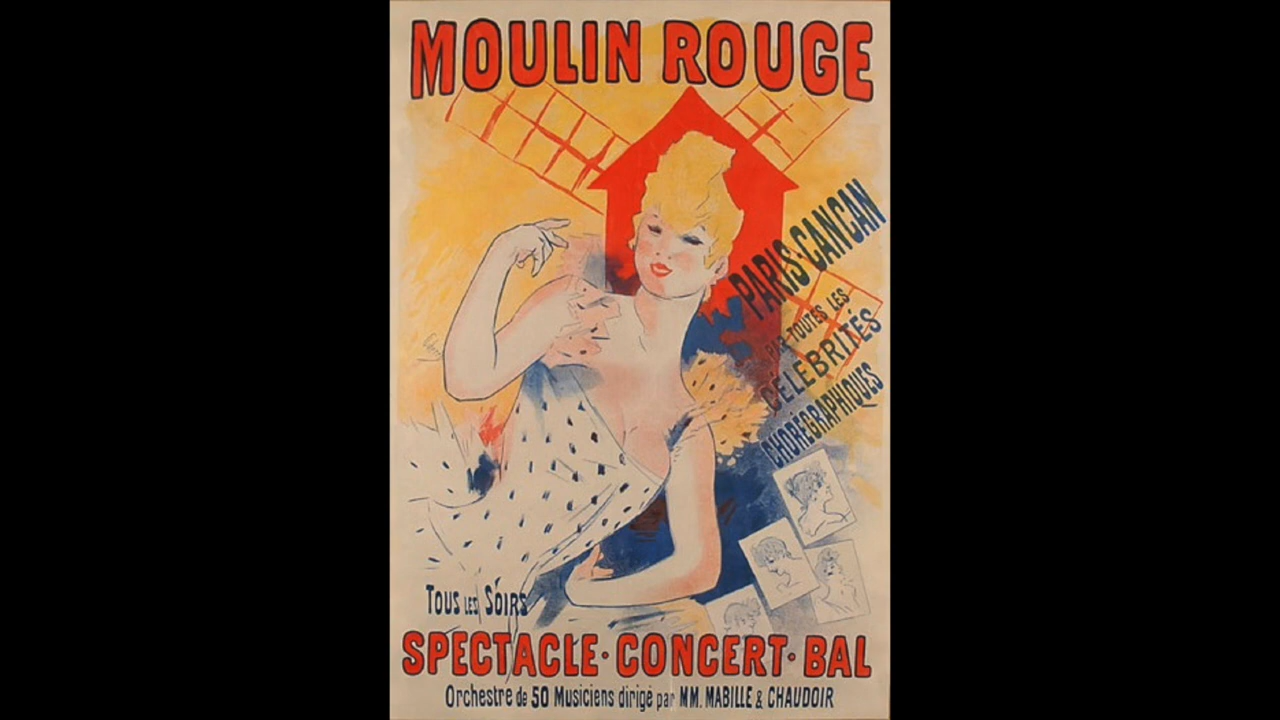 MOULIN ROUGE
PARIS-CANCAN
PAR TOUTES LES
CÉLÉBRITÉS
CHORÉGRAPHIQUES
TOUS LES SOIRS
SPECTACLE · CONCERT · BAL
Orchestre de 50 Musiciens dirigé par MM. MABILLE & CHAUDOIR